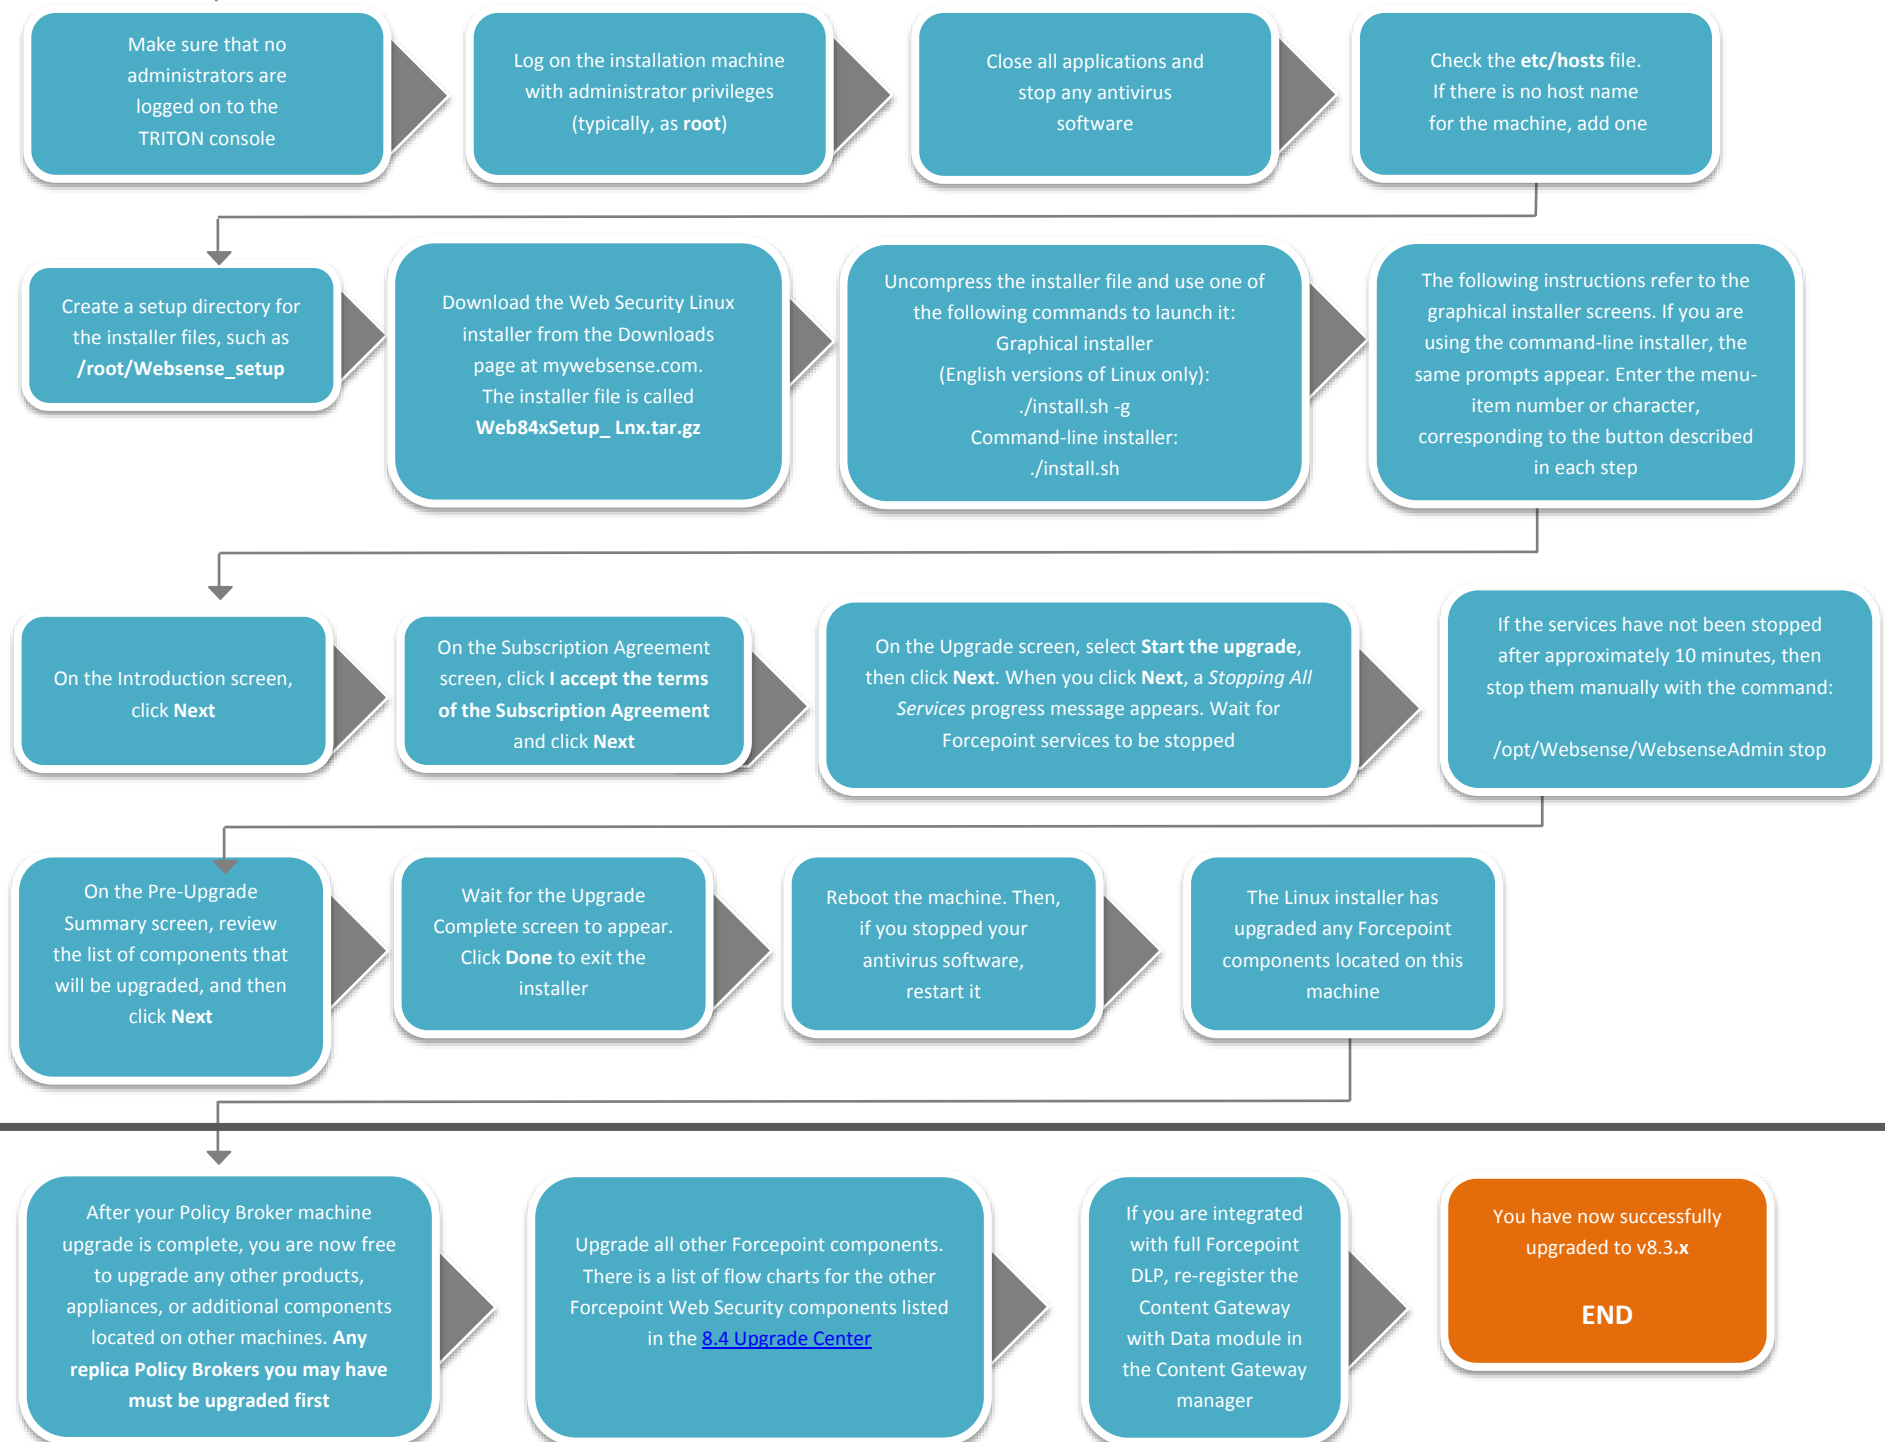 Make sure that no
administrators are
logged on to the
TRITON console
Log on the installation machine
with administrator privileges
(typically, as root)
Close all applications and
stop any antivirus
software
Check the etc/hosts file.
If there is no host name
for the machine, add one
Create a setup directory for
the installer files, such as
/root/Websense_setup
Download the Web Security Linux
installer from the Downloads
page at mywebsense.com.
The installer file is called
Web84xSetup_ Lnx.tar.gz
Uncompress the installer file and use one of
the following commands to launch it:
Graphical installer
(English versions of Linux only):
./install.sh -g
Command-line installer:
./install.sh
The following instructions refer to the
graphical installer screens. If you are
using the command-line installer, the
same prompts appear. Enter the menu-
item number or character,
corresponding to the button described
in each step
On the Introduction screen,
click Next
On the Subscription Agreement
screen, click I accept the terms
of the Subscription Agreement
and click Next
On the Upgrade screen, select Start the upgrade,
then click Next. When you click Next, a Stopping All
Services progress message appears. Wait for
Forcepoint services to be stopped
If the services have not been stopped
after approximately 10 minutes, then
stop them manually with the command:
/opt/Websense/WebsenseAdmin stop
On the Pre-Upgrade
Summary screen, review
the list of components that
will be upgraded, and then
click Next
Wait for the Upgrade
Complete screen to appear.
Click Done to exit the
installer
Reboot the machine. Then,
if you stopped your
antivirus software,
restart it
The Linux installer has
upgraded any Forcepoint
components located on this
machine
After your Policy Broker machine
upgrade is complete, you are now free
to upgrade any other products,
appliances, or additional components
located on other machines. Any
replica Policy Brokers you may have
must be upgraded first
Upgrade all other Forcepoint components.
There is a list of flow charts for the other
Forcepoint Web Security components listed
in the 8.4 Upgrade Center
If you are integrated
with full Forcepoint
DLP, re-register the
Content Gateway
with Data module in
the Content Gateway
manager
You have now successfully
upgraded to v8.3.x
END